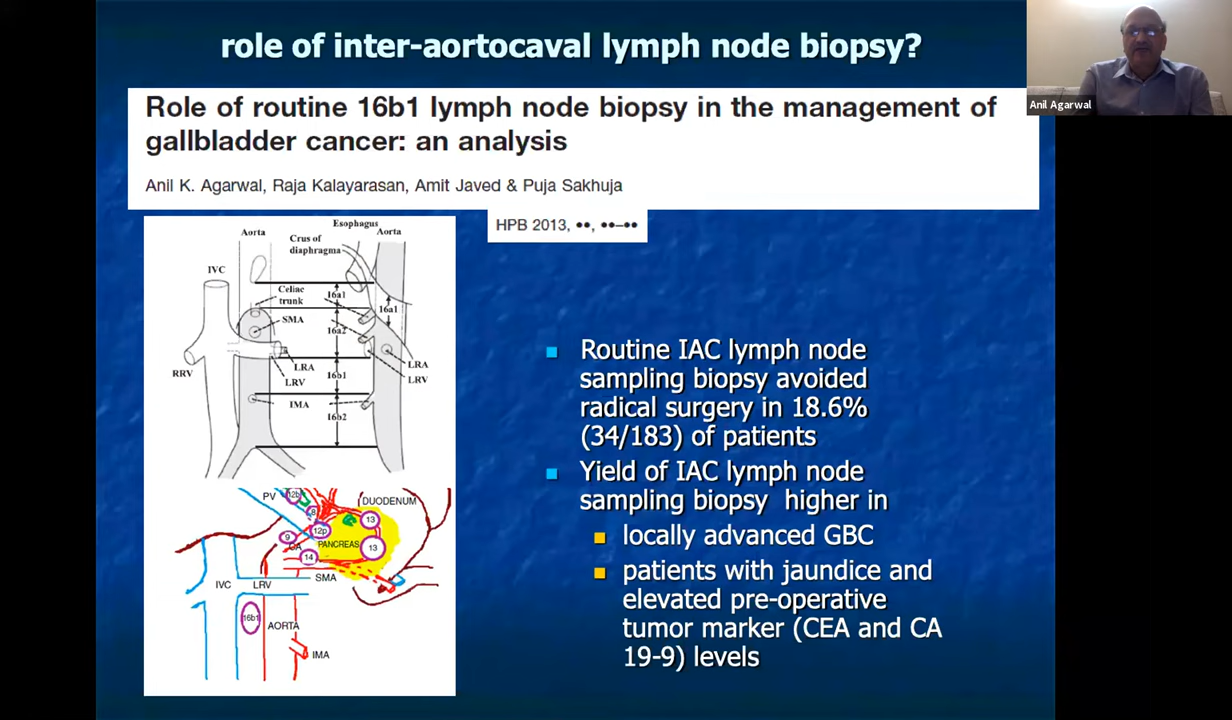 role of inter-aortocaval lymph node biopsy?
Anil Agarwal
Role of routine 16b1 lymph node biopsy in the management of
gallbladder cancer: an analysis
Anil K. Agarwal, Raja Kalayarasan, Amit Javed & Puja Sakhuja
HPB 2013, ••, ••–••
Esophagus
Aorta
Aorta
Crus of
diaphragma
IVC
Celiac
trunk
16a1
16a1
SMA
16a2
LRA
LRA
RRV
LRV
LRV
16b1
IMA
16b2
PV
12b
DUODENUM
8
13
12p
9
CA
PANCREAS
13
14
SMA
IVC
LRV
16b1
AORTA
IMA
Routine IAC lymph node
sampling biopsy avoided
radical surgery in 18.6%
(34/183) of patients
Yield of IAC lymph node
sampling biopsy higher in
locally advanced GBC
patients with jaundice and
elevated pre-operative
tumor marker (CEA and CA
19-9) levels